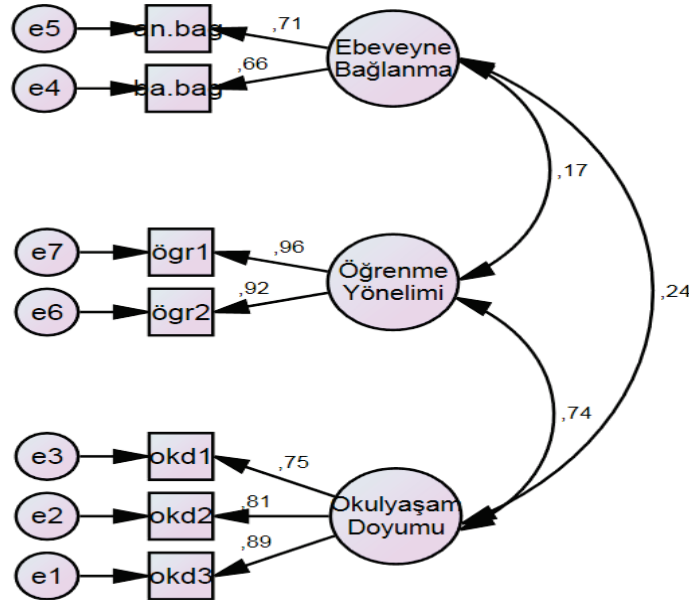 e5
an.bag
,71
Ebeveyne
Bağlanma
e4
ba.bag
,66
,17
e7
ögr1
,96
Öğrenme
Yönelimi
e6
ögr2
,92
,24
,74
e3
okd1
,75
e2
okd2
,81
Okulyaşam
Doyumu
e1
okd3
,89